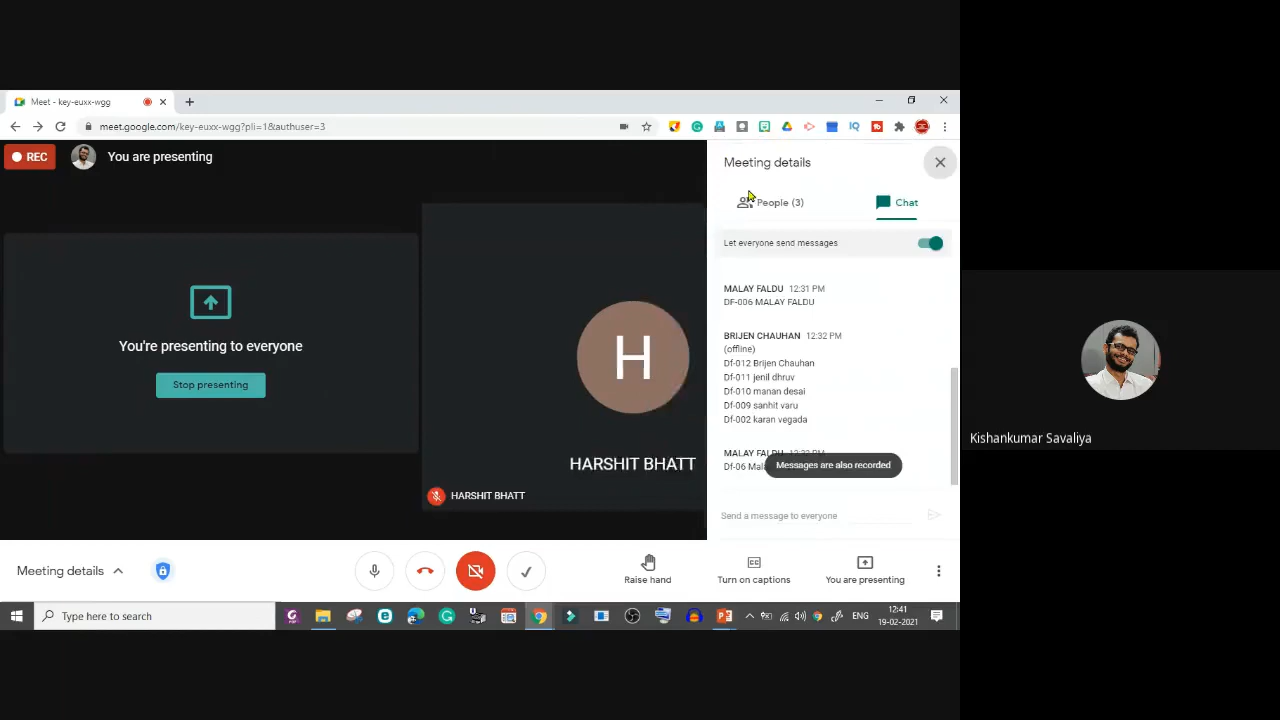 Meet - key-euxx-wgg
meet.google.com/key-euxx-wgg?pli=1&authuser=3
REC
You are presenting
You're presenting to everyone
Stop presenting
H
HARSHIT BHATT
HARSHIT BHATT
Meeting details
People (3)
Chat
Let everyone send messages
MALAY FALDU 12:31 PM
DF-006 MALAY FALDU
BRIJEN CHAUHAN 12:32 PM
(offline)
Df-012 Brijen Chauhan
Df-011 jenil dhruv
Df-010 manan desai
Df-009 sanhit varu
Df-002 karan vegada
MALAY FALDU
Df-06
Messages are also recorded
Send a message to everyone
Kishankumar Savaliya
Meeting details
Raise hand
Turn on captions
You are presenting
Type here to search
ENG
12:41
19-02-2021